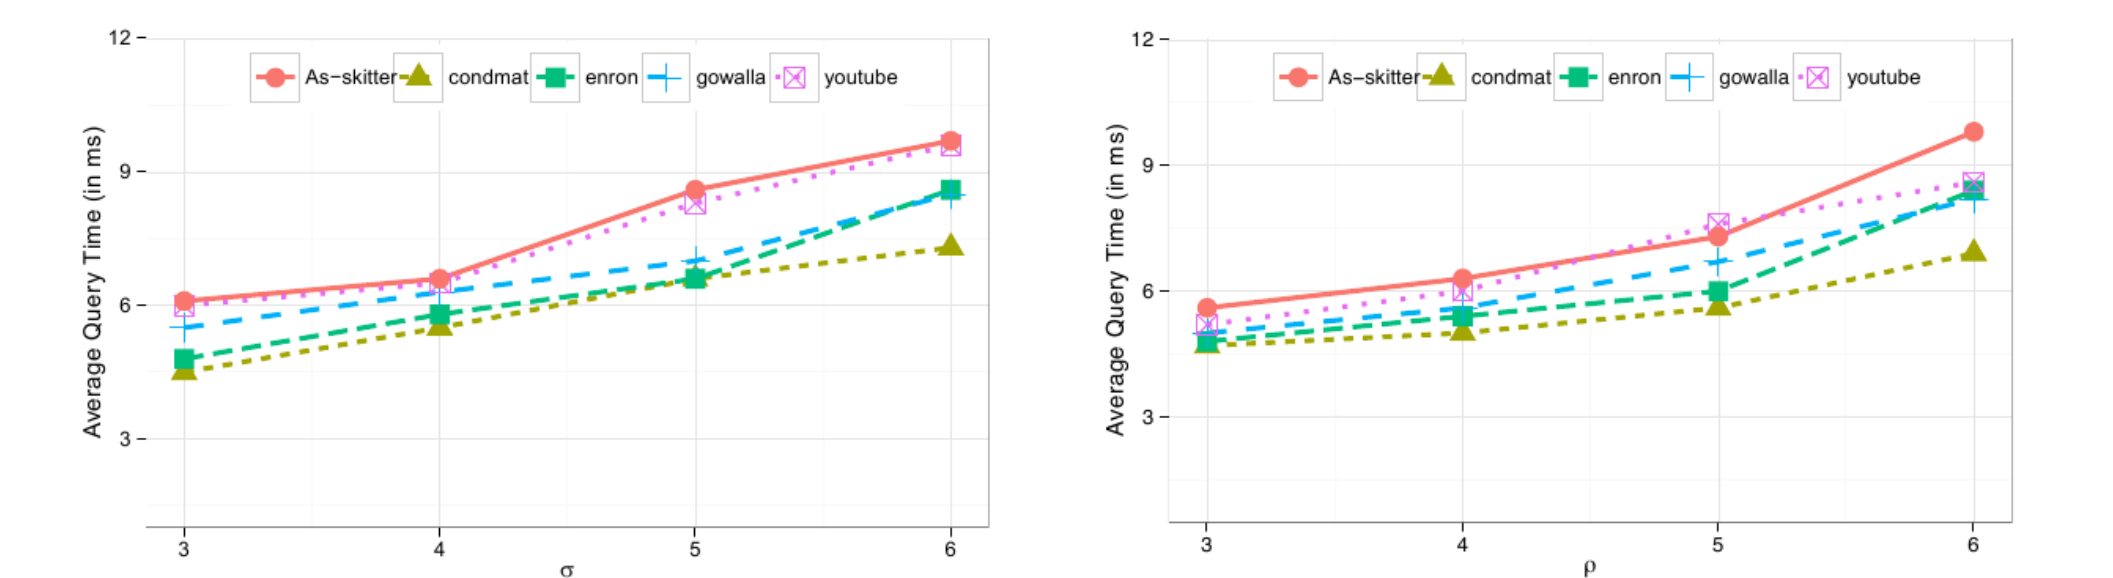 12
As-skitter condmat enron gowalla youtube
9
6
3
Average Query Time (in ms)
3 4 5 6
σ
12
As-skitter condmat enron gowalla youtube
9
6
3
Average Query Time (in ms)
3 4 5 6
ρ